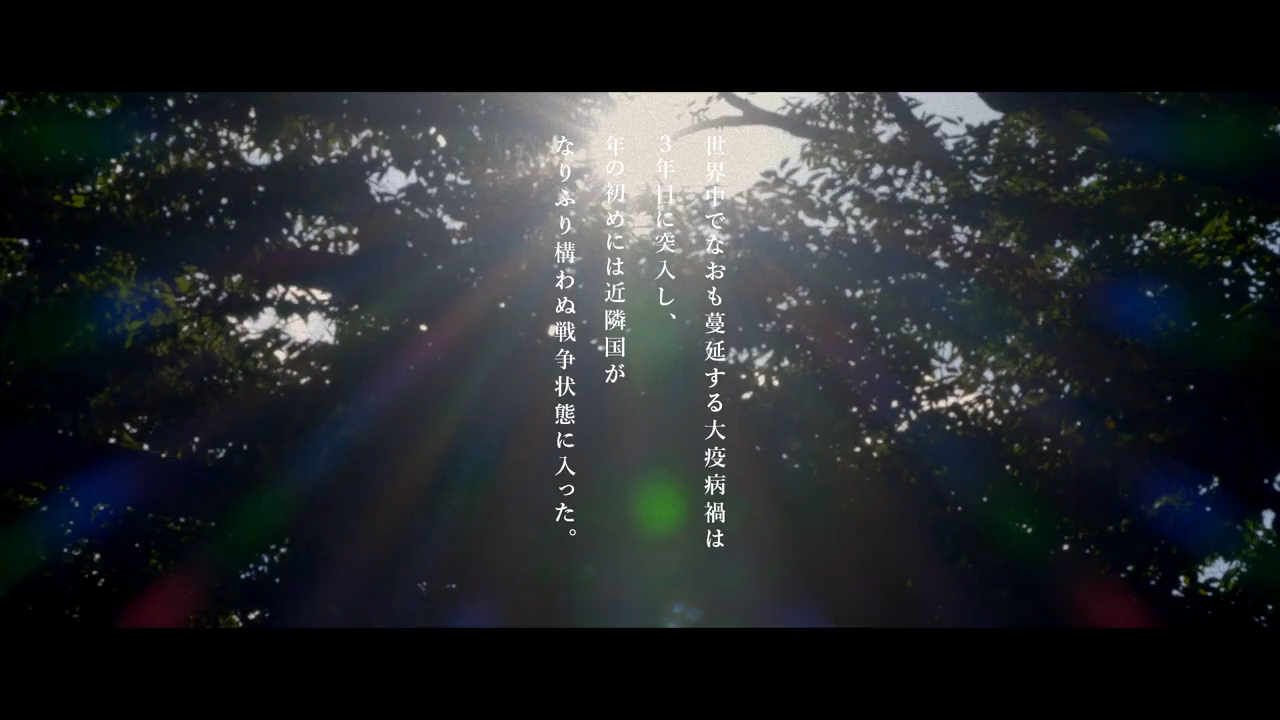 世界中でなおも蔓延する大疫病禍は
３年目に突入し、
年の初めには近隣国が
なりふり構わぬ戦争状態に入った。